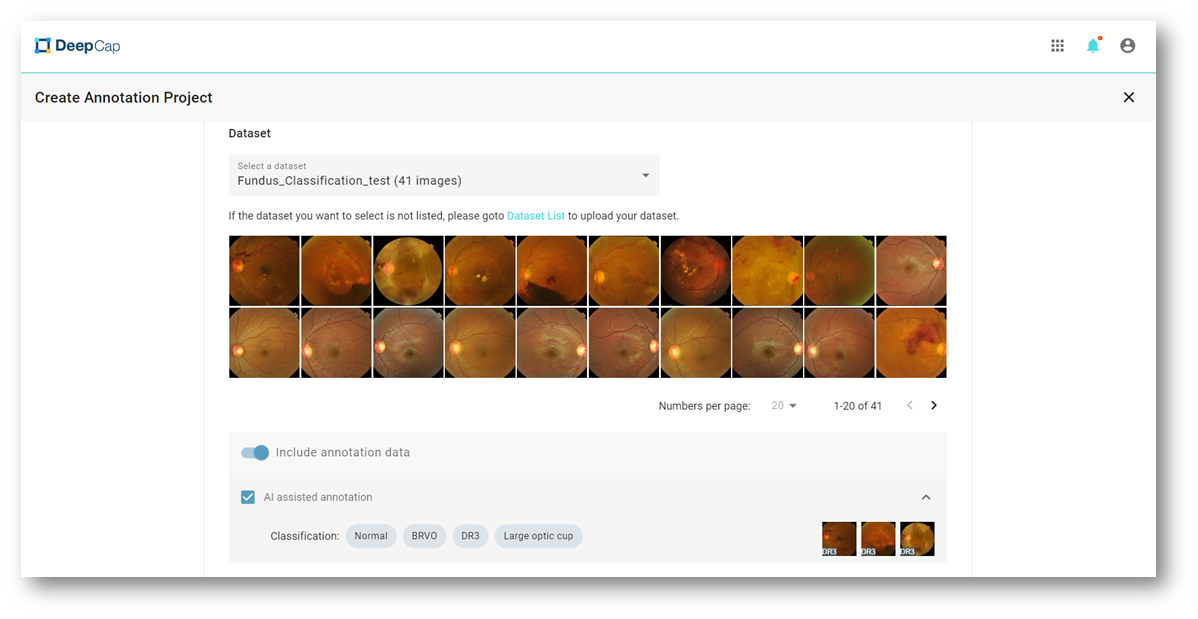 DeepCap
Create Annotation Project
Dataset
Select a dataset
Fundus_Classification_test (41 images)
If the dataset you want to select is not listed, please goto Dataset List to upload your dataset.
Numbers per page: 20 1-20 of 41
Include annotation data
AI assisted annotation
Classification: Normal BRVO DR3 Large optic cup
DR3 DR3 DR3